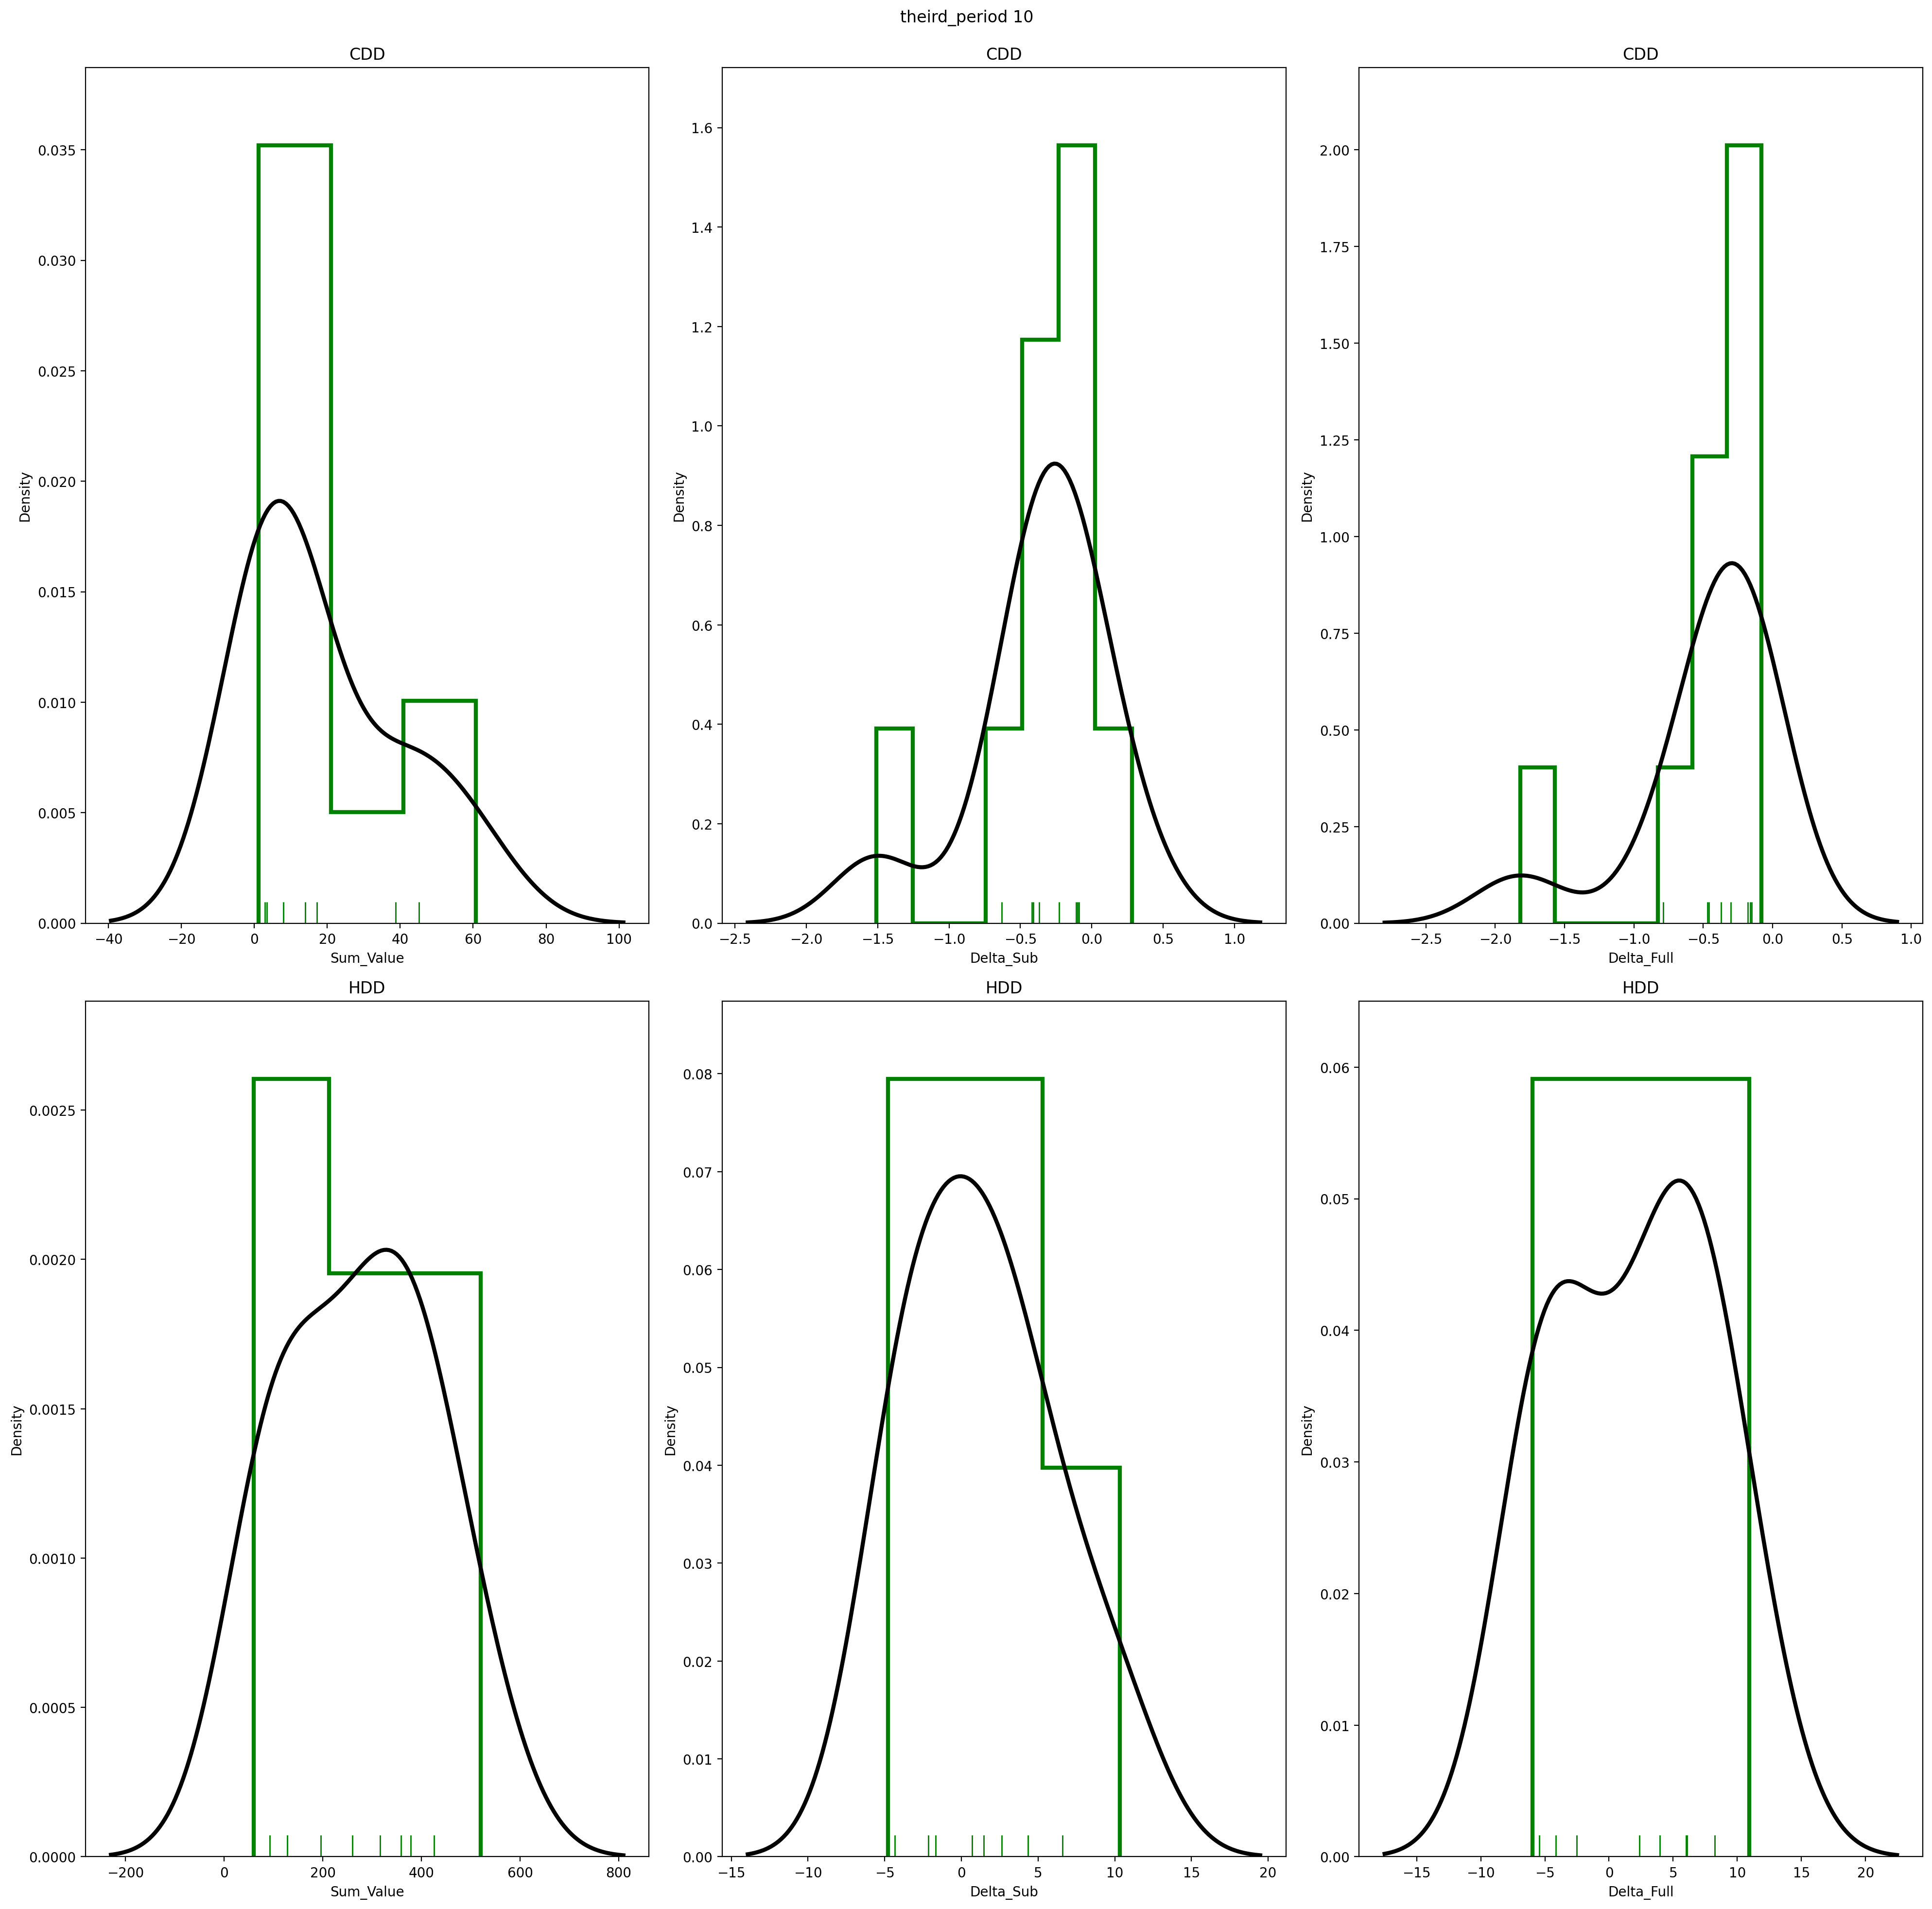 theird_period 10
CDD
CDD
CDD
Density
0.035
0.030
0.025
0.020
0.015
0.010
0.005
0.000
−40 −20 0 20 40 60 80 100
Sum_Value
Density
1.6
1.4
1.2
1.0
0.8
0.6
0.4
0.2
0.0
−2.5 −2.0 −1.5 −1.0 −0.5 0.0 0.5 1.0
Delta_Sub
Density
2.00
1.75
1.50
1.25
1.00
0.75
0.50
0.25
0.00
−2.5 −2.0 −1.5 −1.0 −0.5 0.0 0.5 1.0
Delta_Full
HDD
HDD
HDD
Density
0.0025
0.0020
0.0015
0.0010
0.0005
0.0000
−200 0 200 400 600 800
Sum_Value
Density
0.08
0.07
0.06
0.05
0.04
0.03
0.02
0.01
0.00
−15 −10 −5 0 5 10 15 20
Delta_Sub
Density
0.06
0.05
0.04
0.03
0.02
0.01
0.00
−15 −10 −5 0 5 10 15 20
Delta_Full